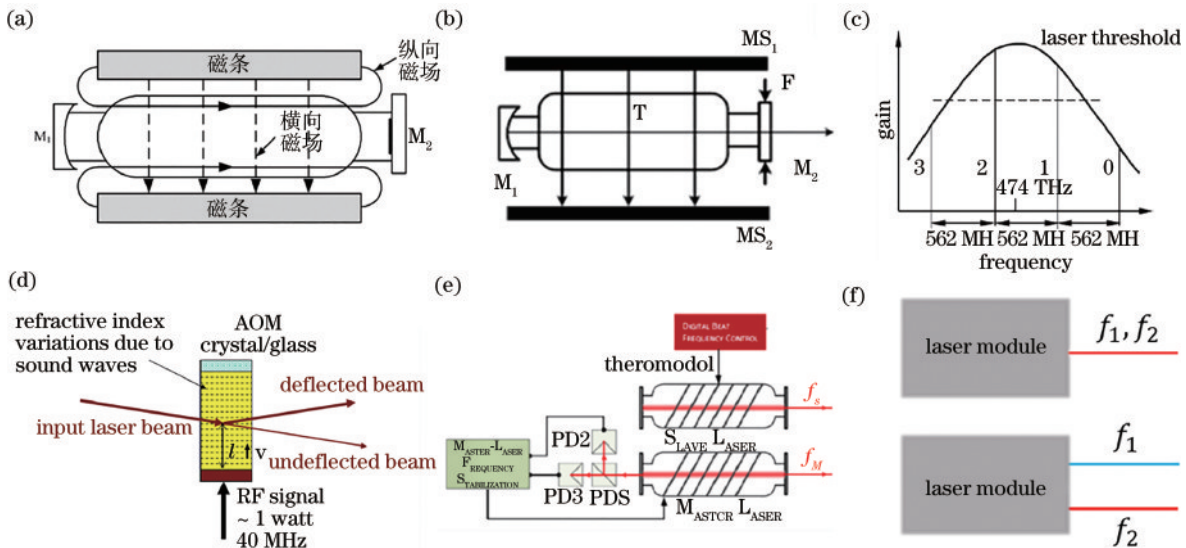 (a)
磁条
纵向
磁场
M₁
横向
磁场
M₂
磁条
(b)
MS₁
F
T
M₁
M₂
MS₂
(c)
laser threshold
gain
3
2
1
0
474 THz
562 MH
562 MH
562 MH
frequency
(d)
refractive index
variations due to
sound waves
AOM
crystal/glass
deflected beam
input laser beam
l
v
undeflected beam
RF signal
~ 1 watt
40 MHz
(e)
DIGITAL BEAT
FREQUENCY CONTROL
theromodol
fs
SLAVE LASER
PD2
MASTER-LASER
FREQUENCY
STABILIZATION
fM
PD3
PDS
MASTCR LASER
(f)
laser module
f₁, f₂
laser module
f₁
f₂